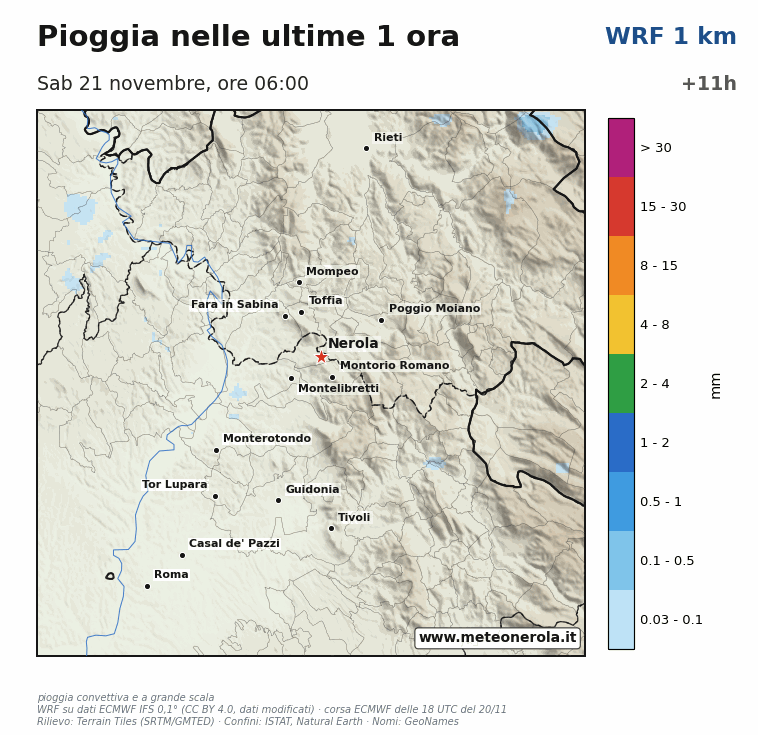 Pioggia nelle ultime 1 ora
WRF 1 km
Sab 21 novembre, ore 06:00
+11h
Rieti
Mompeo
Fara in Sabina
Toffia
Poggio Moiano
Nerola
Montorio Romano
Montelibretti
Monterotondo
Tor Lupara
Guidonia
Tivoli
Casal de' Pazzi
Roma
www.meteonerola.it
> 30
15 - 30
8 - 15
4 - 8
2 - 4
1 - 2
0.5 - 1
0.1 - 0.5
0.03 - 0.1
mm
pioggia convettiva e a grande scala
WRF su dati ECMWF IFS 0,1° (CC BY 4.0, dati modificati) · corsa ECMWF delle 18 UTC del 20/11
Rilievo: Terrain Tiles (SRTM/GMTED) · Confini: ISTAT, Natural Earth · Nomi: GeoNames